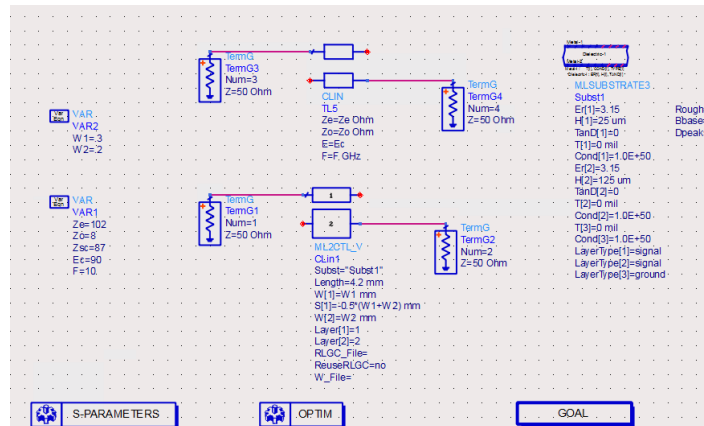 TermG
TermG3
Num=3
Z=50 Ohm
CLIN
TL5
Ze=Ze Ohm
Zo=Zo Ohm
E=Ec
F=F GHz
TermG
TermG4
Num=4
Z=50 Ohm
Var
Eqn
VAR
VAR2
W1=.3
W2=.2
MLSUBSTRATE3
Subst1
Er[1]=3.15
H[1]=25 um
TanD[1]=0
T[1]=0 mil
Cond[1]=1.0E+50
Er[2]=3.15
H[2]=125 um
TanD[2]=0
T[2]=0 mil
Cond[2]=1.0E+50
T[3]=0 mil
Cond[3]=1.0E+50
LayerType[1]=signal
LayerType[2]=signal
LayerType[3]=ground
Rough
Bbase
Dpeak
Var
Eqn
VAR
VAR1
Ze=102
Zo=8
Zsc=87
Ec=90
F=10
TermG
TermG1
Num=1
Z=50 Ohm
1
2
ML2CTL_V
CLin1
Subst="Subst1"
Length=4.2 mm
W[1]=W1 mm
S[1]=-0.5*(W1+W2) mm
W[2]=W2 mm
Layer[1]=1
Layer[2]=2
RLGC_File=
ReuseRLGC=no
W_File=
TermG
TermG2
Num=2
Z=50 Ohm
S-PARAMETERS
OPTIM
GOAL